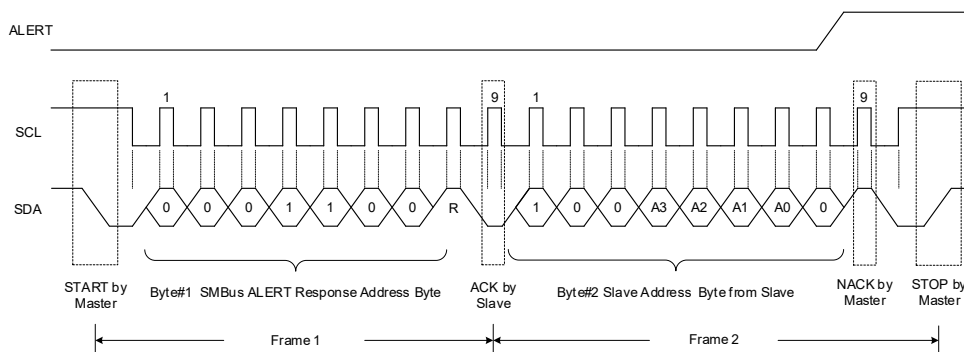 ALERT
1 9 1 9
SCL
SDA 0 0 0 1 1 0 0 R 1 0 0 A3 A2 A1 A0 0
START by
Master
Byte#1 SMBus ALERT Response Address Byte
ACK by
Slave
Byte#2 Slave Address Byte from Slave
NACK by
Master
STOP by
Master
Frame 1 Frame 2